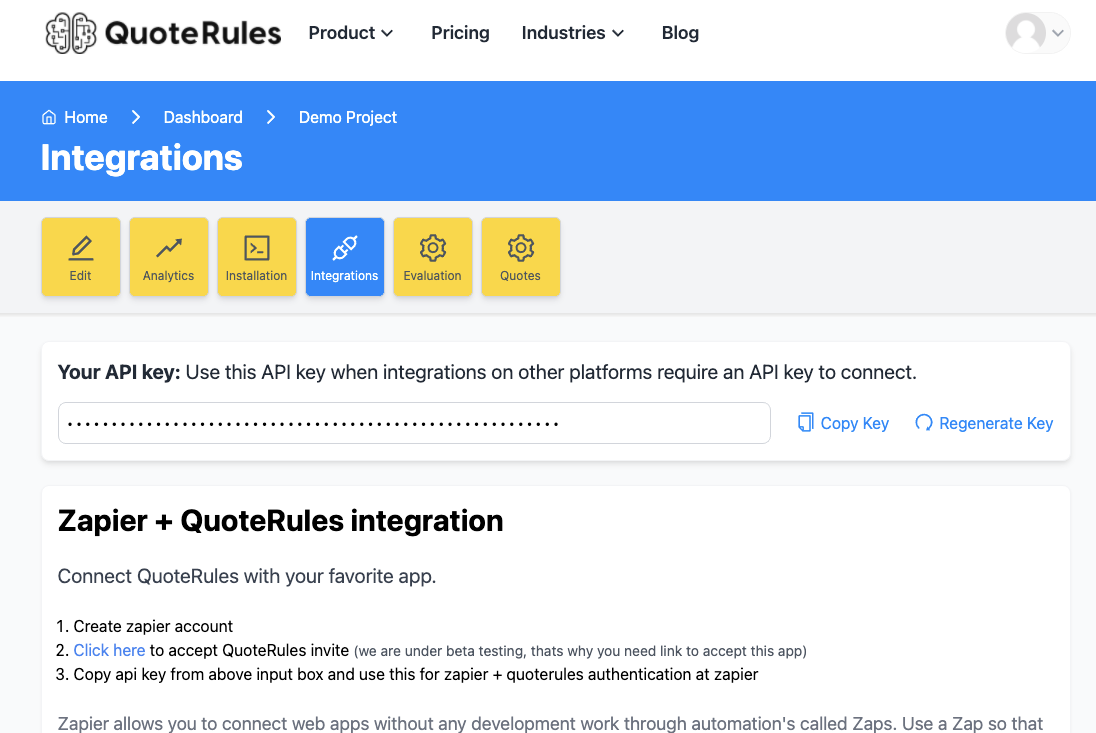 QuoteRules Product Pricing Industries Blog
Home Dashboard Demo Project
Integrations
Edit Analytics Installation Integrations Evaluation Quotes
Your API key: Use this API key when integrations on other platforms require an API key to connect.
Copy Key Regenerate Key
Zapier + QuoteRules integration
Connect QuoteRules with your favorite app.
1. Create zapier account
2. Click here to accept QuoteRules invite (we are under beta testing, thats why you need link to accept this app)
3. Copy api key from above input box and use this for zapier + quoterules authentication at zapier
Zapier allows you to connect web apps without any development work through automation's called Zaps. Use a Zap so that